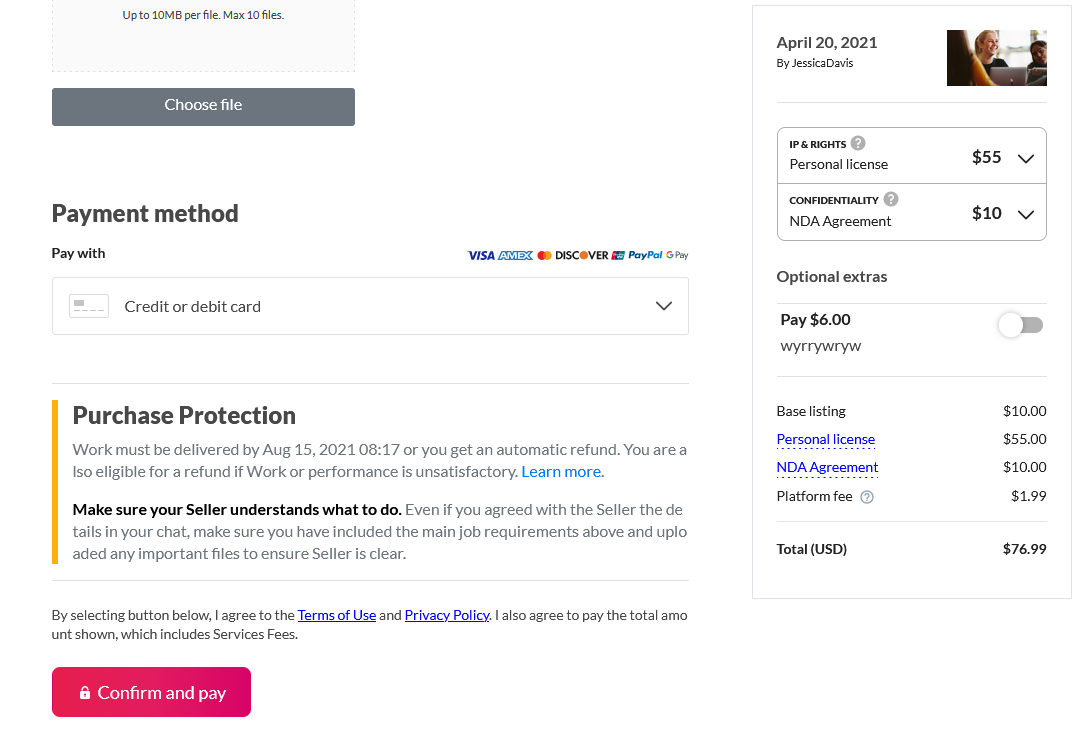 Up to 10MB per file. Max 10 files.
Choose file
Payment method
Pay with
VISA AMEX DISCOVER PayPal G Pay
Credit or debit card
Purchase Protection
Work must be delivered by Aug 15, 2021 08:17 or you get an automatic refund. You are a
lso eligible for a refund if Work or performance is unsatisfactory. Learn more.
Make sure your Seller understands what to do. Even if you agreed with the Seller the de
tails in your chat, make sure you have included the main job requirements above and uplo
aded any important files to ensure Seller is clear.
By selecting button below, I agree to the Terms of Use and Privacy Policy. I also agree to pay the total amo
unt shown, which includes Services Fees.
Confirm and pay
April 20, 2021
By JessicaDavis
IP & RIGHTS ?
Personal license
$55
CONFIDENTIALITY ?
NDA Agreement
$10
Optional extras
Pay $6.00
wyrrywryw
Base listing $10.00
Personal license $55.00
NDA Agreement $10.00
Platform fee ? $1.99
Total (USD) $76.99